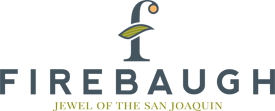 f
FIREBAUGH
JEWEL OF THE SAN JOAQUIN